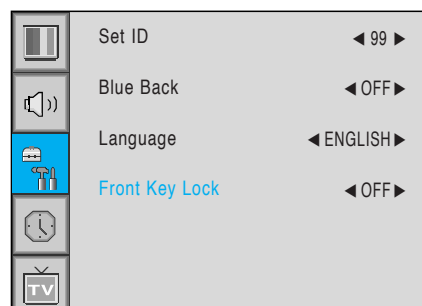 Set ID ◀ 99 ▶
Blue Back ◀ OFF ▶
Language ◀ ENGLISH ▶
Front Key Lock ◀ OFF ▶
TV